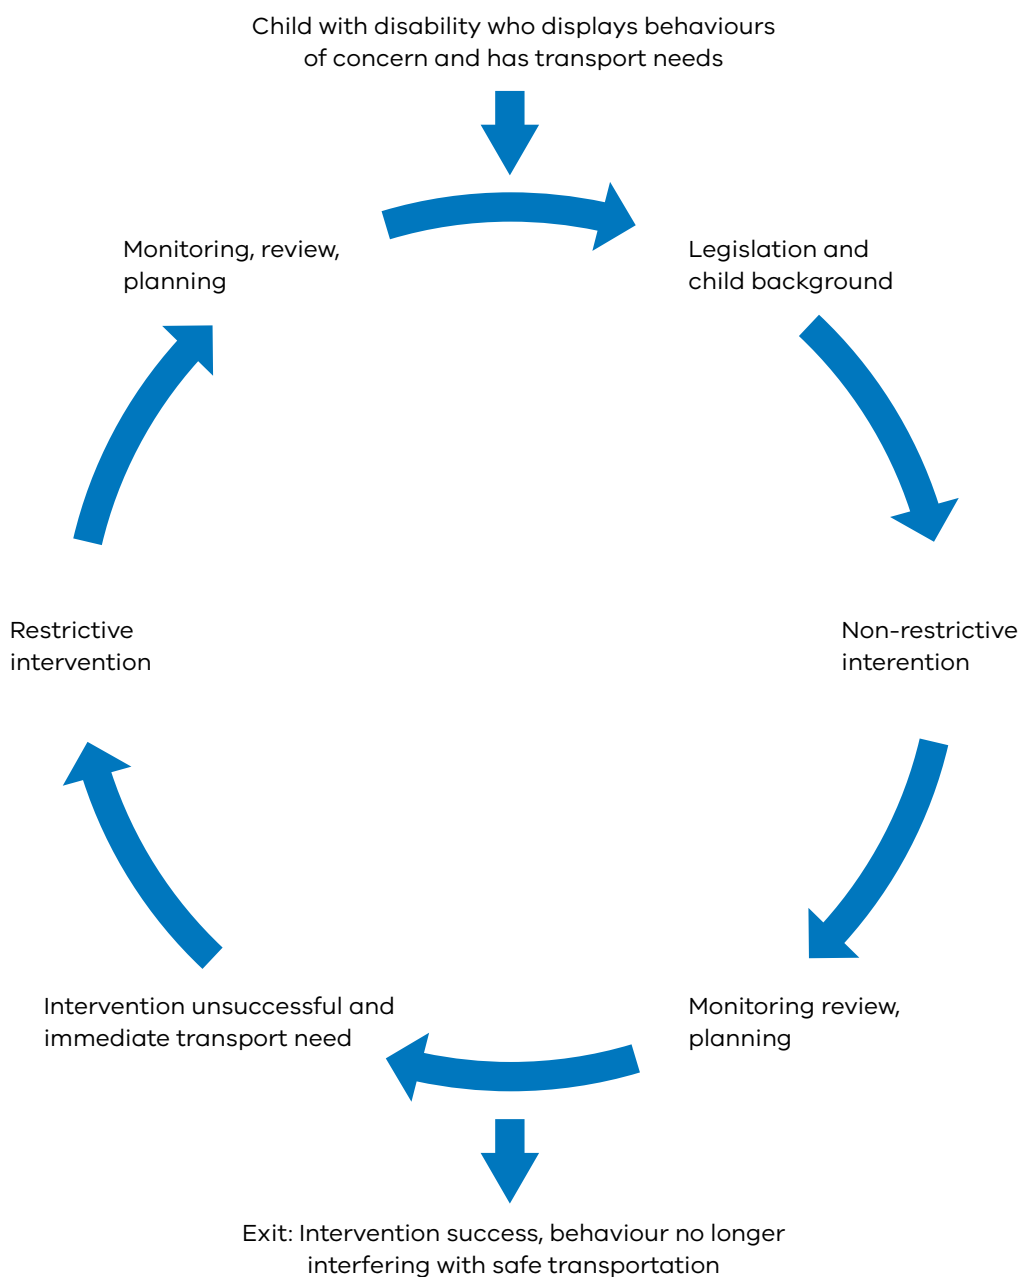 Child with disability who displays behaviours
of concern and has transport needs
Monitoring, review,
planning
Legislation and
child background
Restrictive
intervention
Non-restrictive
interention
Intervention unsuccessful and
immediate transport need
Monitoring review,
planning
Exit: Intervention success, behaviour no longer
interfering with safe transportation